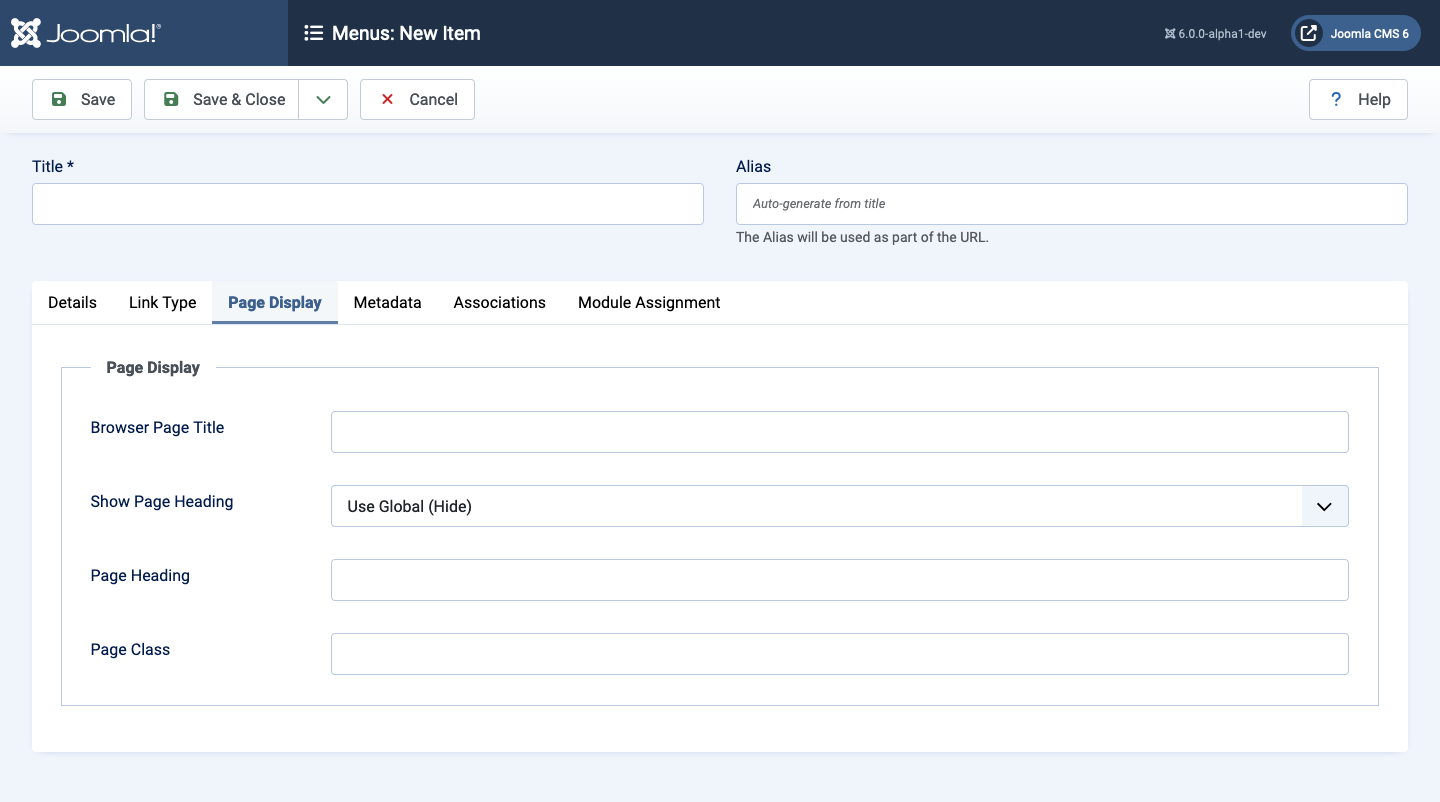 Joomla!® Menus: New Item 6.0.0-alpha1-dev Joomla CMS 6
Save Save & Close Cancel ? Help
Title * Alias
Auto-generate from title
The Alias will be used as part of the URL.
Details Link Type Page Display Metadata Associations Module Assignment
Page Display
Browser Page Title
Show Page Heading Use Global (Hide)
Page Heading
Page Class